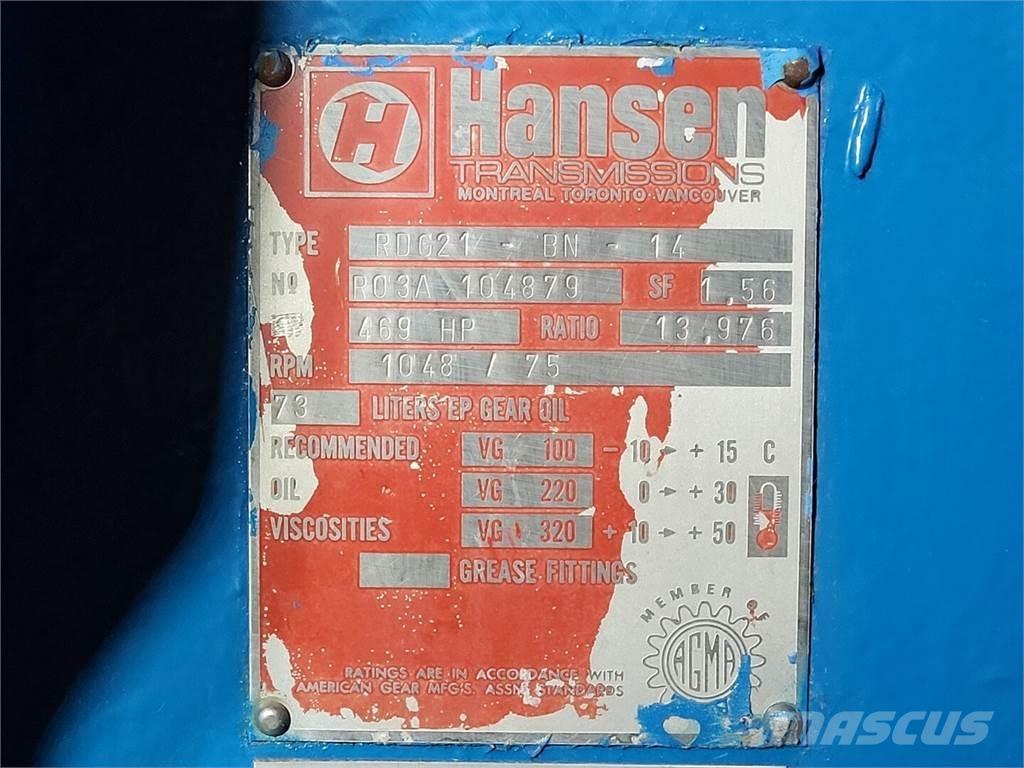 H Hansen
TRANSMISSIONS
MONTREAL TORONTO VANCOUVER
TYPE RDG21 - BN - 14
Nº R03A 104879 SF 1,56
469 HP RATIO 13,976
RPM 1048 / 75
73 LITERS EP GEAR OIL
RECOMMENDED VG 100 - 10 → + 15 C
OIL VG 220 0 → + 30
VISCOSITIES VG 320 + 10 → + 50
GREASE FITTINGS
MEMBER OF
AGMA
RATINGS ARE IN ACCORDANCE WITH
AMERICAN GEAR MFG'S. ASSN. STANDARDS
MASCUS